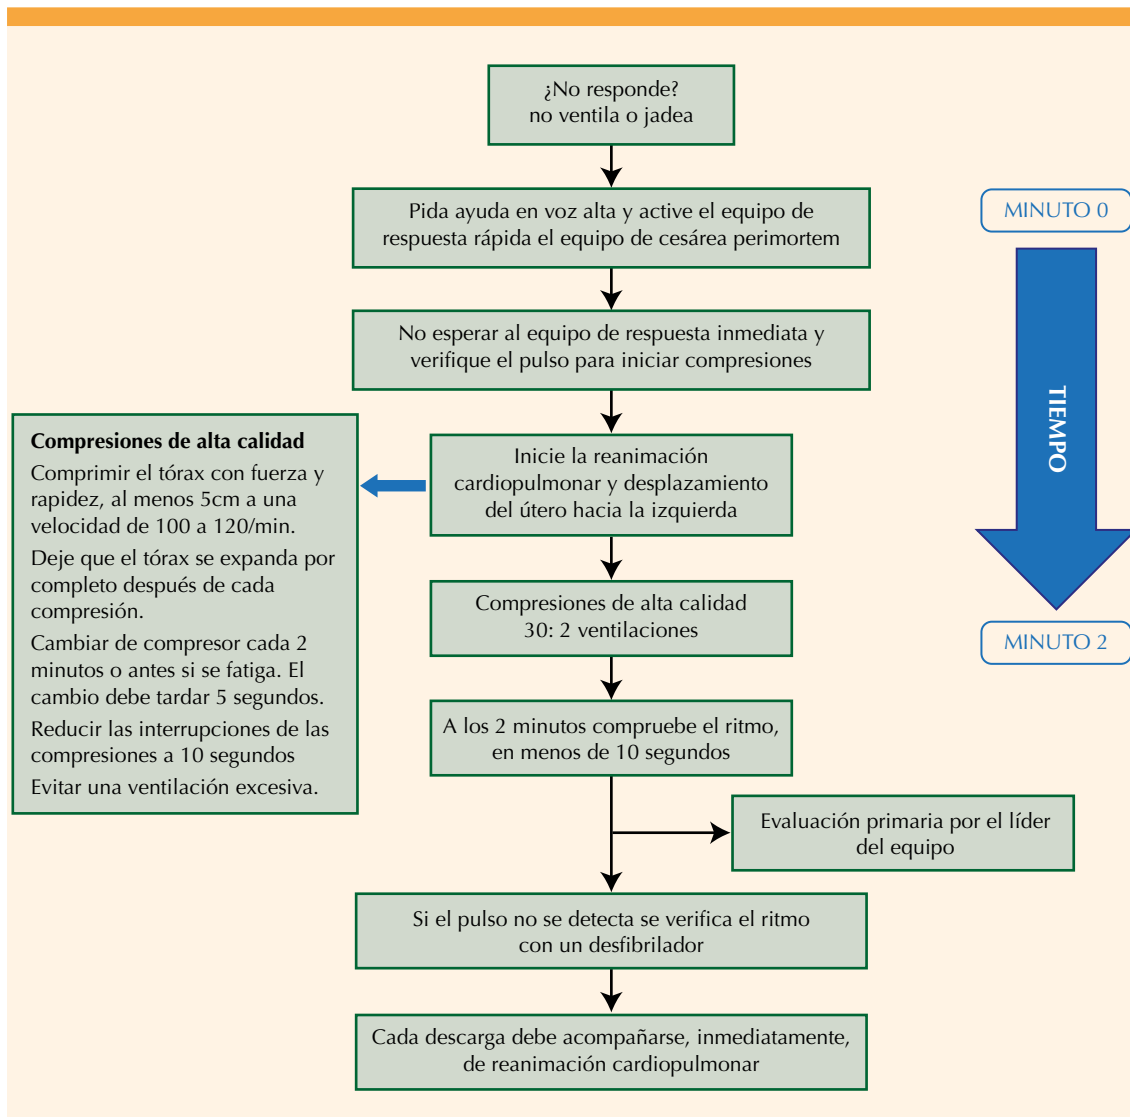 ¿No responde?
no ventila o jadea
Pida ayuda en voz alta y active el equipo de
respuesta rápida el equipo de cesárea perimortem
MINUTO 0
No esperar al equipo de respuesta inmediata y
verifique el pulso para iniciar compresiones
TIEMPO
Compresiones de alta calidad
Comprimir el tórax con fuerza y
rapidez, al menos 5cm a una
velocidad de 100 a 120/min.
Deje que el tórax se expanda por
completo después de cada
compresión.
Cambiar de compresor cada 2
minutos o antes si se fatiga. El
cambio debe tardar 5 segundos.
Reducir las interrupciones de las
compresiones a 10 segundos
Evitar una ventilación excesiva.
Inicie la reanimación
cardiopulmonar y desplazamiento
del útero hacia la izquierda
Compresiones de alta calidad
30: 2 ventilaciones
MINUTO 2
A los 2 minutos compruebe el ritmo,
en menos de 10 segundos
Evaluación primaria por el líder
del equipo
Si el pulso no se detecta se verifica el ritmo
con un desfibrilador
Cada descarga debe acompañarse, inmediatamente,
de reanimación cardiopulmonar